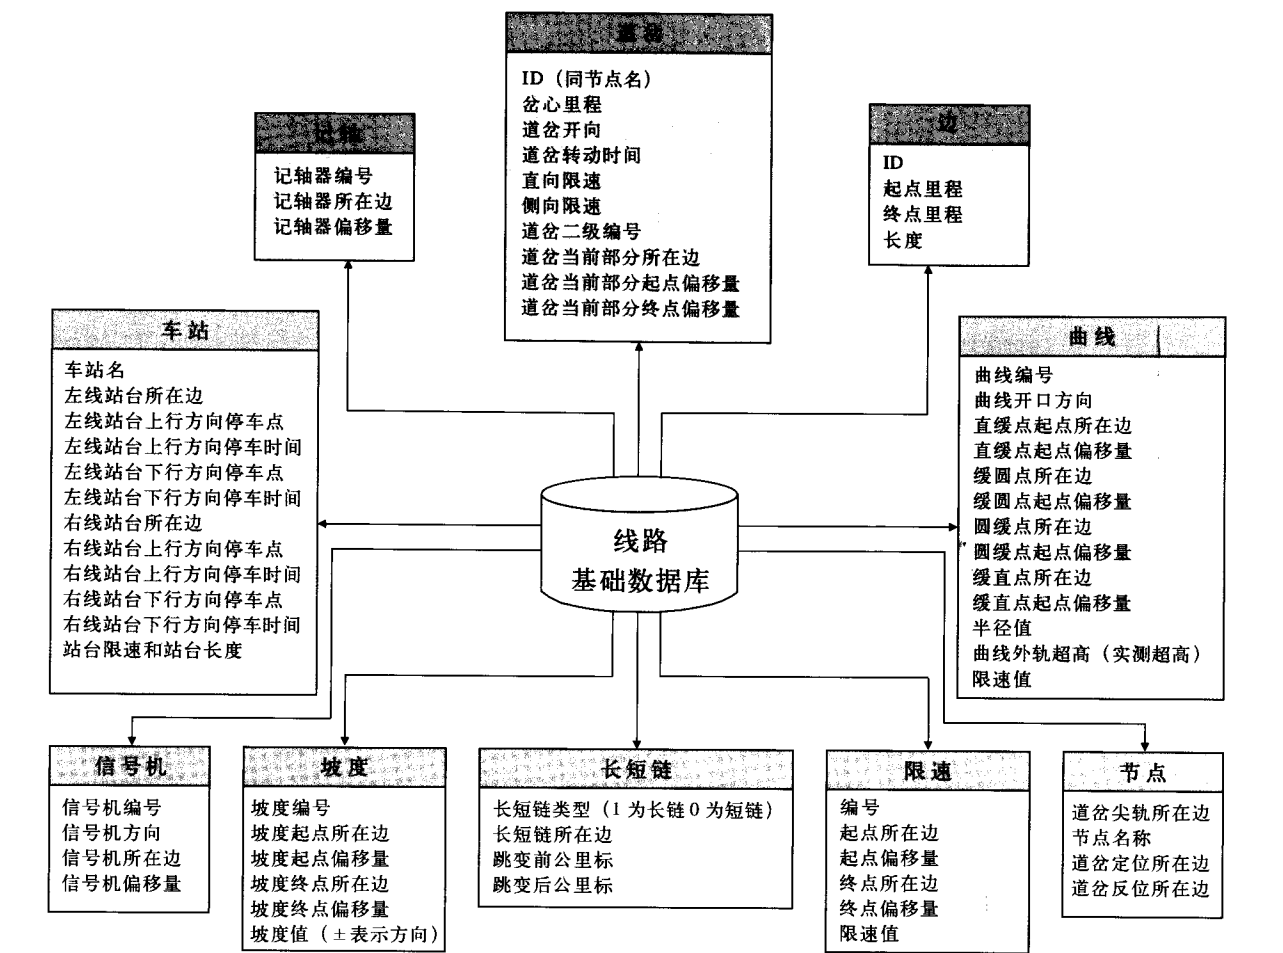 道岔
ID（同节点名）
岔心里程
道岔开向
道岔转动时间
直向限速
侧向限速
道岔二级编号
道岔当前部分所在边
道岔当前部分起点偏移量
道岔当前部分终点偏移量
记轴器编号
记轴器所在边
记轴器偏移量
边
ID
起点里程
终点里程
长度
车站
车站名
左线站台所在边
左线站台上行方向停车点
左线站台上行方向停车时间
左线站台下行方向停车点
左线站台下行方向停车时间
右线站台所在边
右线站台上行方向停车点
右线站台上行方向停车时间
右线站台下行方向停车点
右线站台下行方向停车时间
站台限速和站台长度
曲线
曲线编号
曲线开口方向
直缓点起点所在边
直缓点起点偏移量
缓圆点所在边
缓圆点起点偏移量
圆缓点所在边
圆缓点起点偏移量
缓直点所在边
缓直点起点偏移量
半径值
曲线外轨超高（实测超高）
限速值
线路
基础数据库
信号机
信号机编号
信号机方向
信号机所在边
信号机偏移量
坡度
坡度编号
坡度起点所在边
坡度起点偏移量
坡度终点所在边
坡度终点偏移量
坡度值（±表示方向）
长短链
长短链类型（1为长链0为短链）
长短链所在边
跳变前公里标
跳变后公里标
限速
编号
起点所在边
起点偏移量
终点所在边
终点偏移量
限速值
节点
道岔尖轨所在边
节点名称
道岔定位所在边
道岔反位所在边